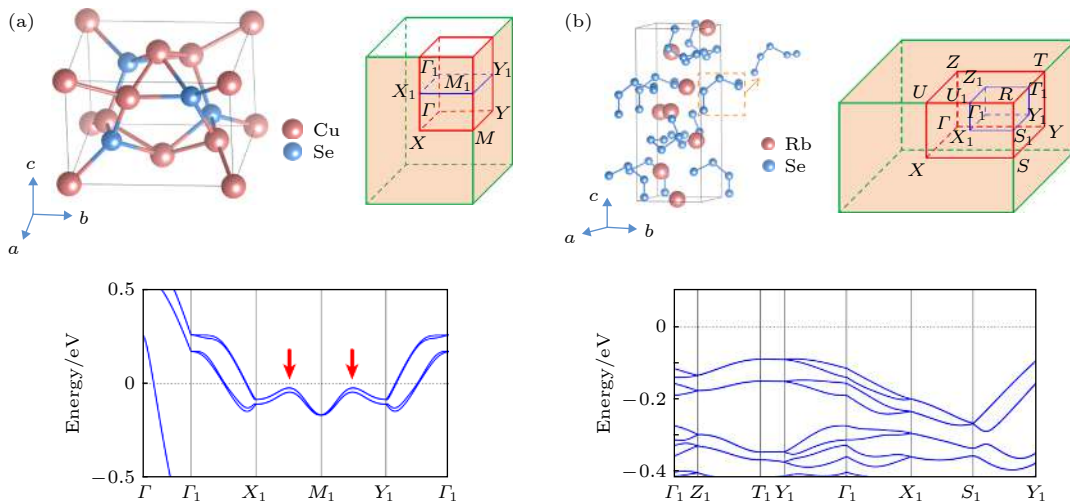 (a)
Cu
Se
c
b
a
Γ1
Y1
X1
M1
Γ
Y
X
M
(b)
Rb
Se
c
a
b
Z
T
Z1
U
U1
R
T1
Γ
Γ1
X1
Y1
S1
Y
X
S
Energy/eV
0.5
0
−0.5
Γ
Γ1
X1
M1
Y1
Γ1
Energy/eV
0
−0.2
−0.4
Γ1 Z1
T1 Y1
Γ1
X1
S1
Y1